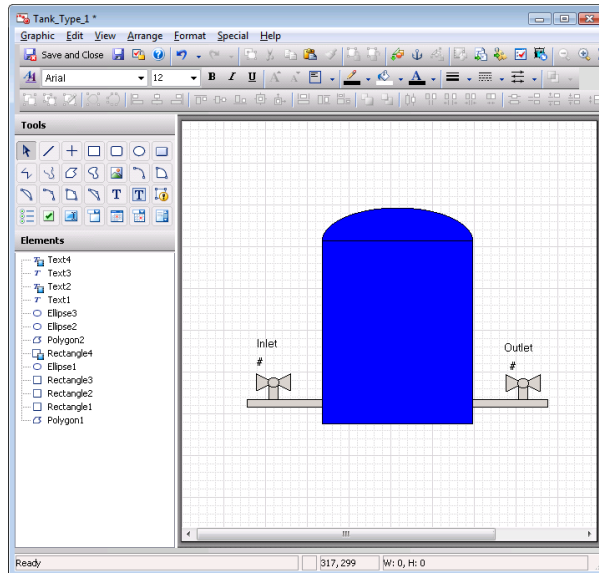 Tank_Type_1 *
Graphic Edit View Arrange Format Special Help
Save and Close
Arial 12 B I U A A A
Tools
T T
Elements
Text4
Text3
Text2
Text1
Ellipse3
Ellipse2
Polygon2
Rectangle4
Ellipse1
Rectangle3
Rectangle2
Rectangle1
Polygon1
Inlet
#
Outlet
#
Ready 317, 299 W: 0, H: 0